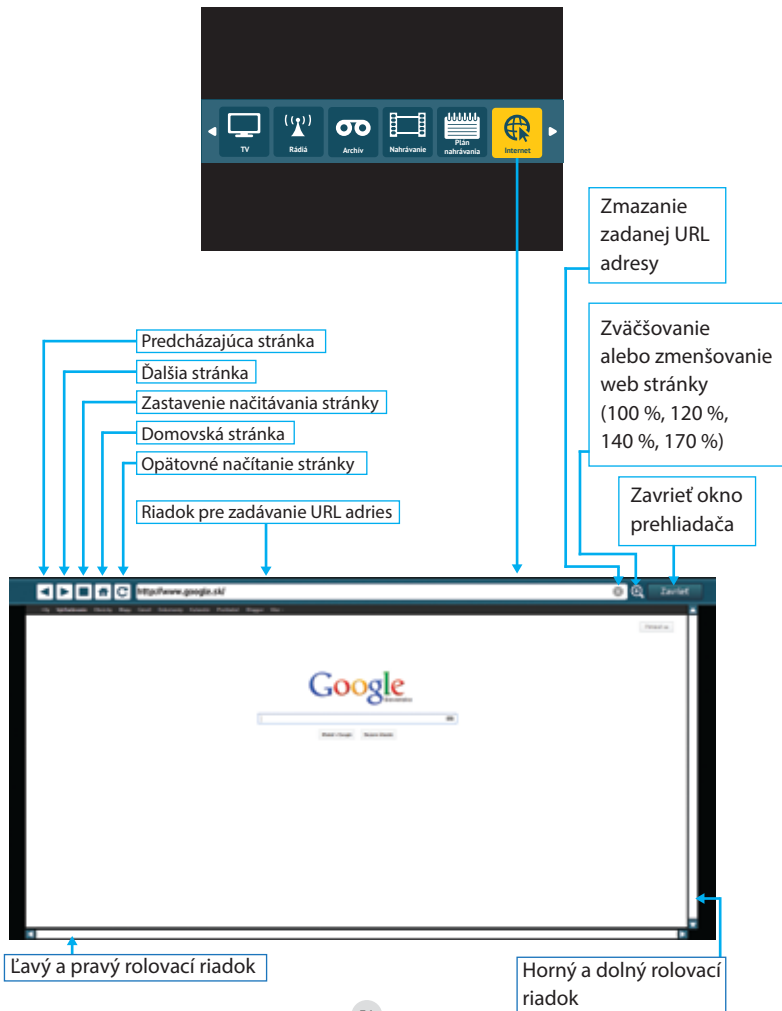 TV
Rádiá
Archív
Nahrávanie
Plán
nahrávania
Internet
Zmazanie
zadanej URL
adresy
Zväčšovanie
alebo zmenšovanie
web stránky
(100 %, 120 %,
140 %, 170 %)
Predchádzajúca stránka
Ďalšia stránka
Zastavenie načitávania stránky
Domovská stránka
Opätovné načítanie stránky
Riadok pre zadávanie URL adries
Zavrieť okno
prehliadača
http://www.google.sk/
Zavrieť
Google
Ľavý a pravý rolovací riadok
Horný a dolný rolovací
riadok